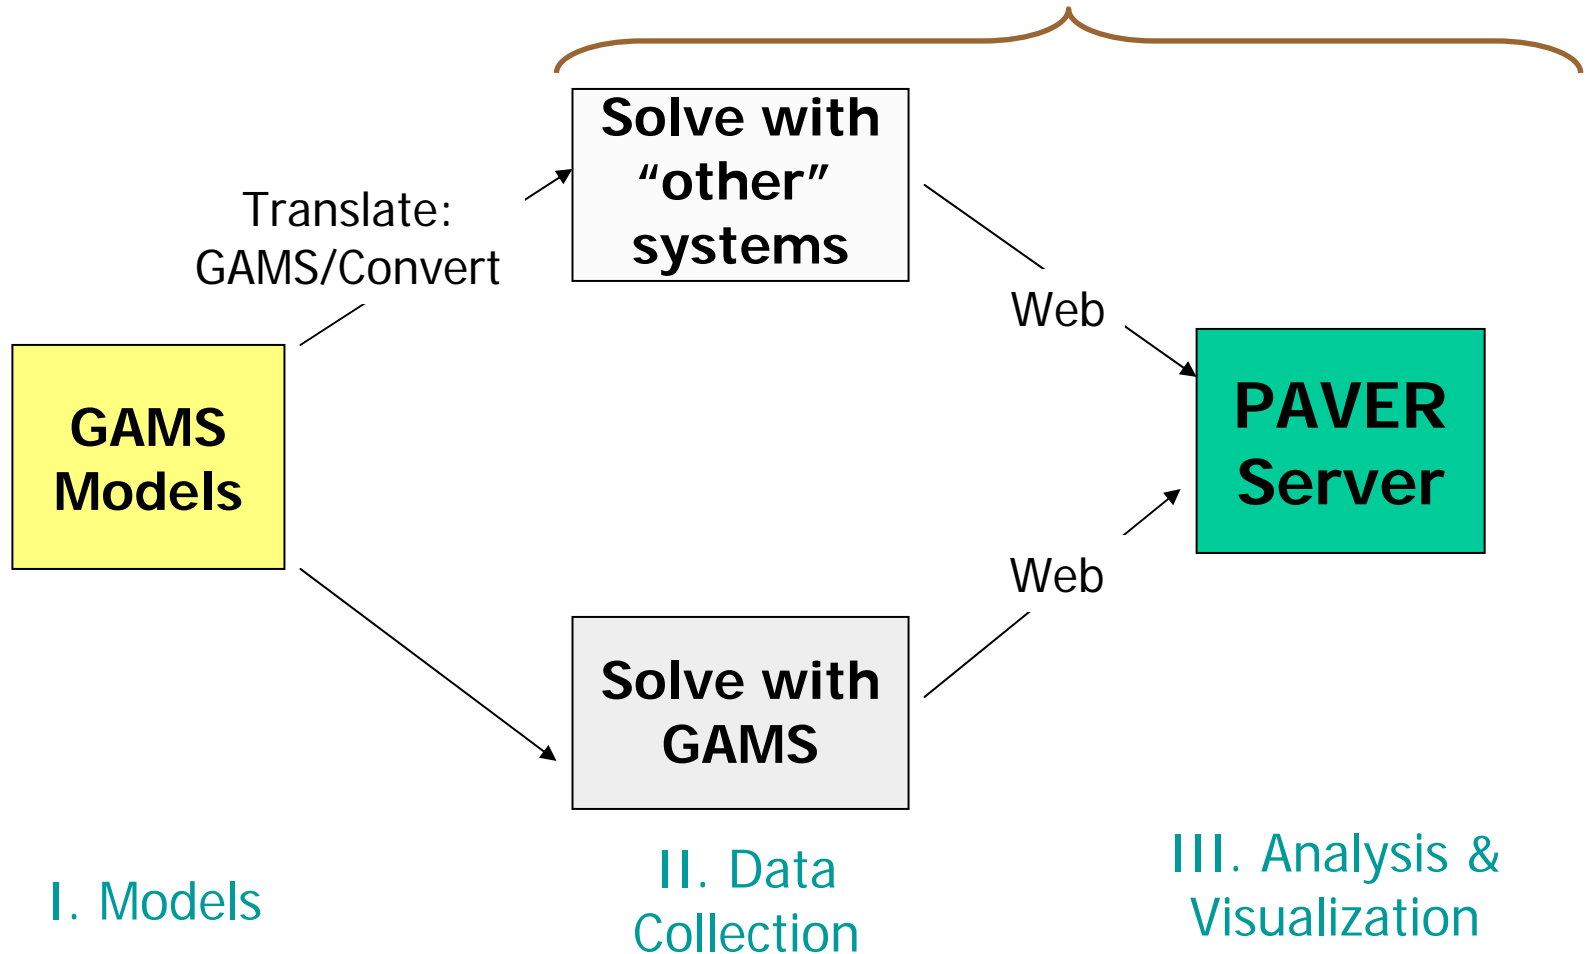 Solve with
“other”
systems
Translate:
GAMS/Convert
Web
GAMS
Models
PAVER
Server
Web
Solve with
GAMS
I. Models
II. Data
Collection
III. Analysis &
Visualization